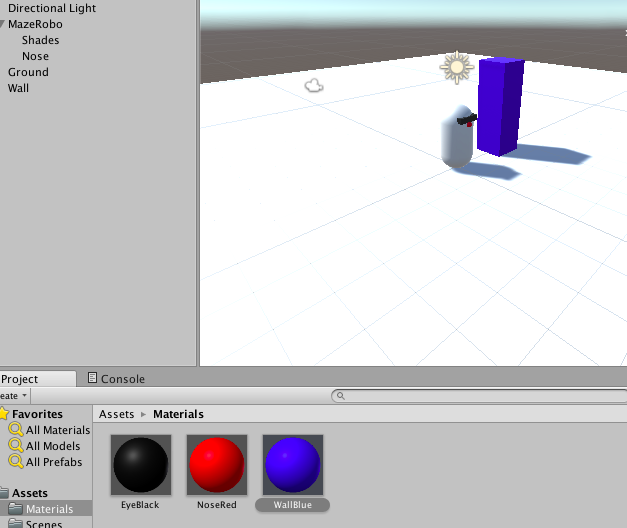 Directional Light
MazeRobo
Shades
Nose
Ground
Wall
Project
Console
eate
Favorites
All Materials
All Models
All Prefabs
Assets
Materials
Scenes
Assets ▸ Materials
EyeBlack
NoseRed
WallBlue